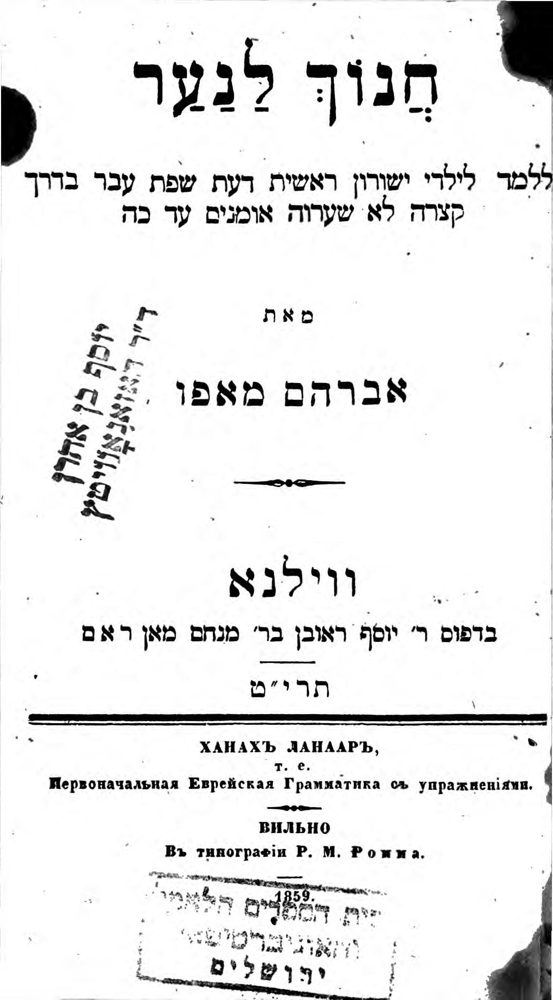 חֲנוֹךְ לַנַעַר
ללמד לילדי ישורון ראשית דעת שפת עבר בדרך
קצרה לא שערוה אומנים עד כה
מאת
אברהם מאפו
יוסף בן אהרן
ד״ר
ווילנא
בדפוס ר׳ יוסף ראובן בר׳ מנחם מאן ראם
תרי״ט
ХАНАХЪ ЛАНААРЪ,
т. е.
Первоначальная Еврейская Грамматика съ упражненіями.
ВИЛЬНО
Въ типографіи Р. М. Ромма.
1859.
בית הספרים הלאומי
והאוניברסיטאי
ירושלים